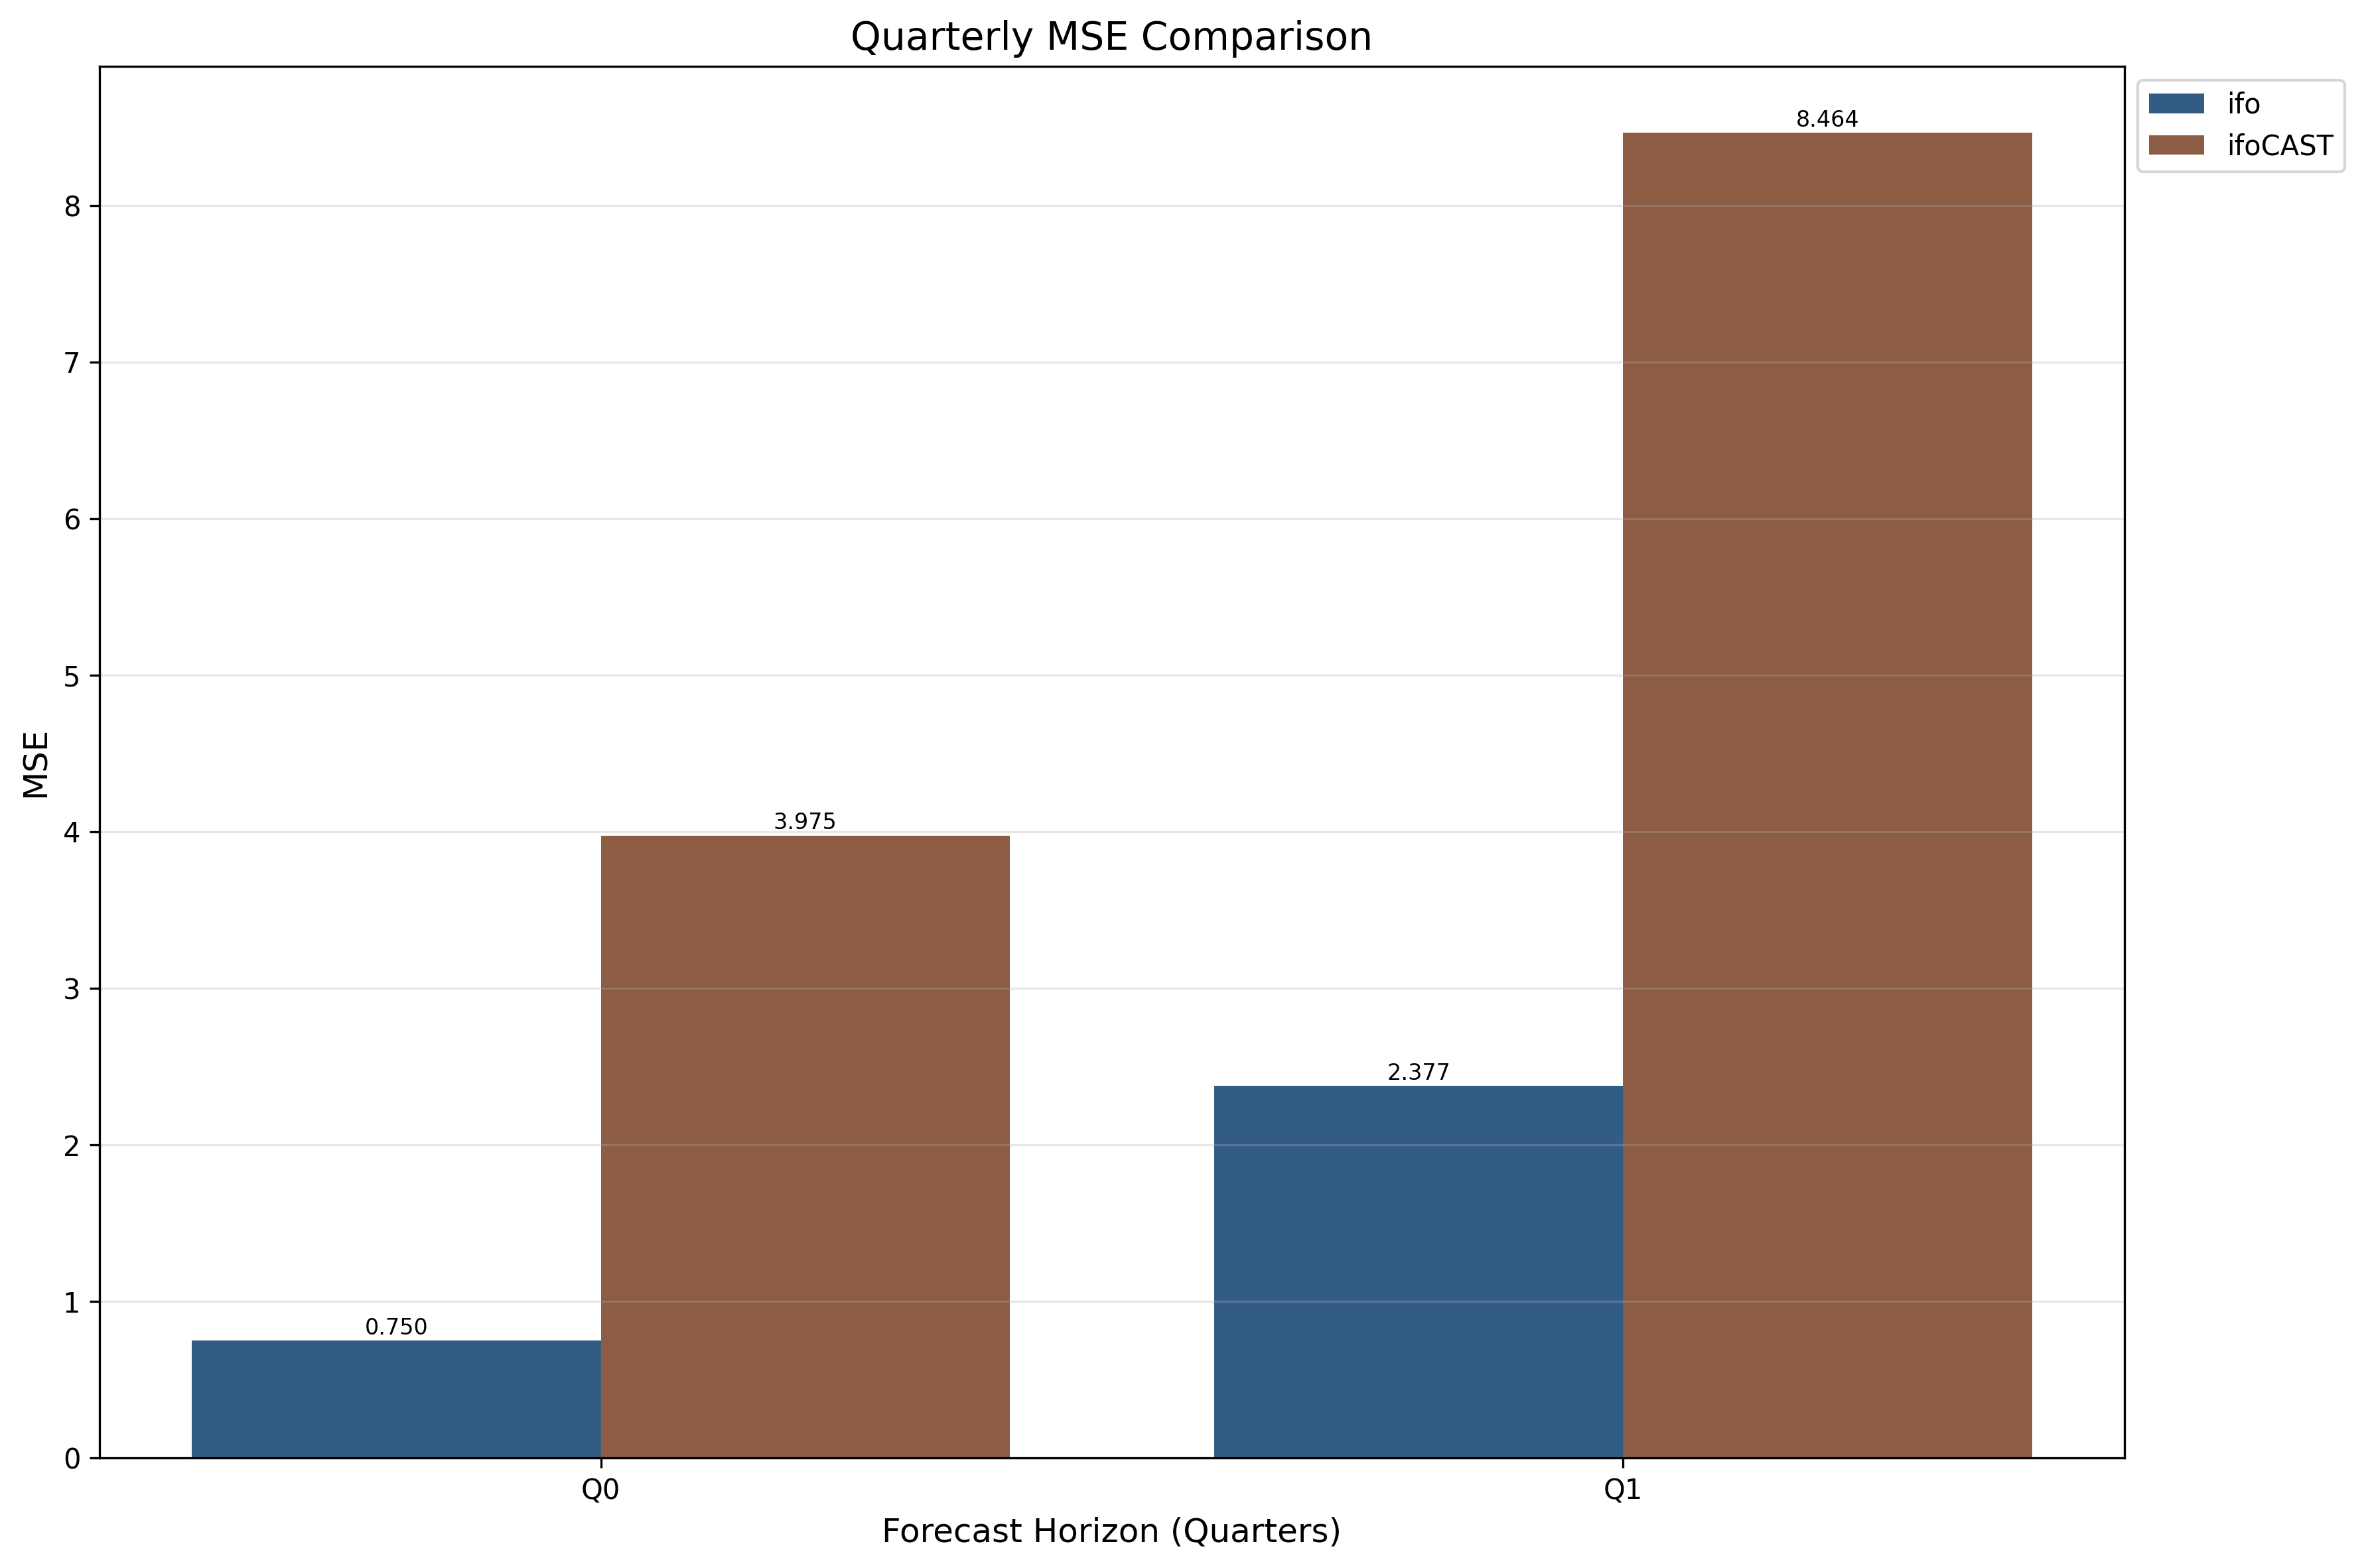 Quarterly MSE Comparison
ifo
ifoCAST
8.464
8
7
6
5
MSE
4
3.975
3
2.377
2
1
0.750
0
Q0
Q1
Forecast Horizon (Quarters)